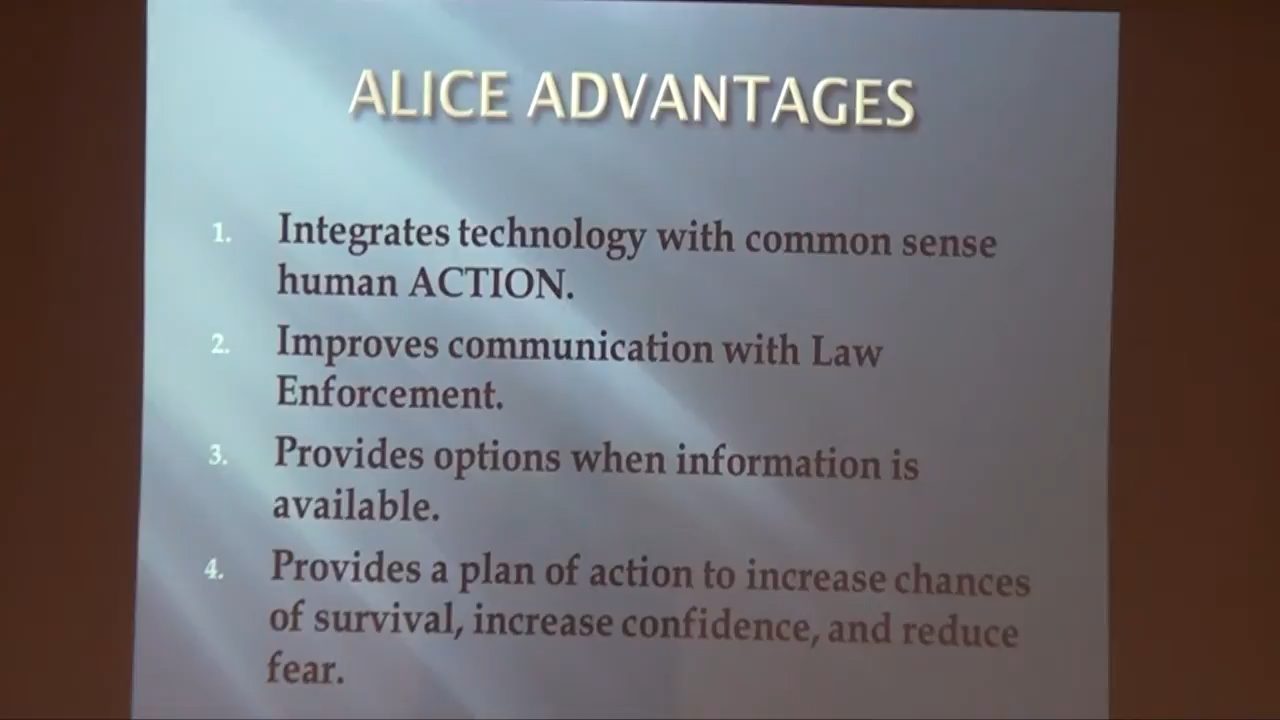 ALICE ADVANTAGES
1. Integrates technology with common sense
human ACTION.
2. Improves communication with Law
Enforcement.
3. Provides options when information is
available.
4. Provides a plan of action to increase chances
of survival, increase confidence, and reduce
fear.